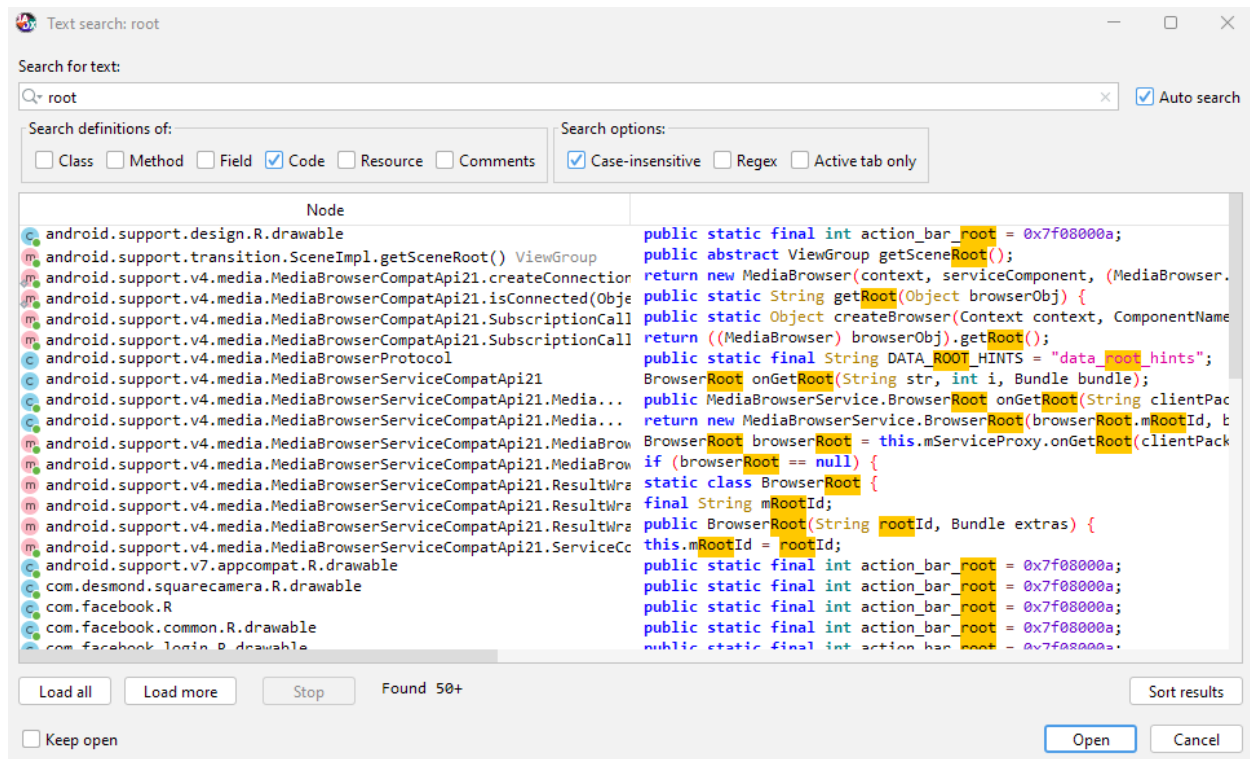 Text search: root
Search for text:
root
Auto search
Search definitions of:
Search options:
Class Method Field Code Resource Comments
Case-insensitive Regex Active tab only
Node
android.support.design.R.drawable public static final int action_bar_root = 0x7f08000a;
android.support.transition.SceneImpl.getSceneRoot() ViewGroup public abstract ViewGroup getSceneRoot();
android.support.v4.media.MediaBrowserCompatApi21.createConnection return new MediaBrowser(context, serviceComponent, (MediaBrowser.
android.support.v4.media.MediaBrowserCompatApi21.isConnected(Obje public static String getRoot(Object browserObj) {
android.support.v4.media.MediaBrowserCompatApi21.SubscriptionCall public static Object createBrowser(Context context, ComponentName
android.support.v4.media.MediaBrowserCompatApi21.SubscriptionCall return ((MediaBrowser) browserObj).getRoot();
android.support.v4.media.MediaBrowserProtocol public static final String DATA_ROOT_HINTS = "data_root_hints";
android.support.v4.media.MediaBrowserServiceCompatApi21 BrowserRoot onGetRoot(String str, int i, Bundle bundle);
android.support.v4.media.MediaBrowserServiceCompatApi21.Media... public MediaBrowserService.BrowserRoot onGetRoot(String clientPac
android.support.v4.media.MediaBrowserServiceCompatApi21.Media... return new MediaBrowserService.BrowserRoot(browserRoot.mRootId, b
android.support.v4.media.MediaBrowserServiceCompatApi21.MediaBrow BrowserRoot browserRoot = this.mServiceProxy.onGetRoot(clientPack
android.support.v4.media.MediaBrowserServiceCompatApi21.MediaBrow if (browserRoot == null) {
android.support.v4.media.MediaBrowserServiceCompatApi21.ResultWra static class BrowserRoot {
android.support.v4.media.MediaBrowserServiceCompatApi21.ResultWra final String mRootId;
android.support.v4.media.MediaBrowserServiceCompatApi21.ResultWra public BrowserRoot(String rootId, Bundle extras) {
android.support.v4.media.MediaBrowserServiceCompatApi21.ServiceCo this.mRootId = rootId;
android.support.v7.appcompat.R.drawable public static final int action_bar_root = 0x7f08000a;
com.desmond.squarecamera.R.drawable public static final int action_bar_root = 0x7f08000a;
com.facebook.R public static final int action_bar_root = 0x7f08000a;
com.facebook.common.R.drawable public static final int action_bar_root = 0x7f08000a;
com.facebook.login.R.drawable public static final int action_bar_root = 0x7f08000a;
Load all Load more Stop Found 50+ Sort results
Keep open Open Cancel